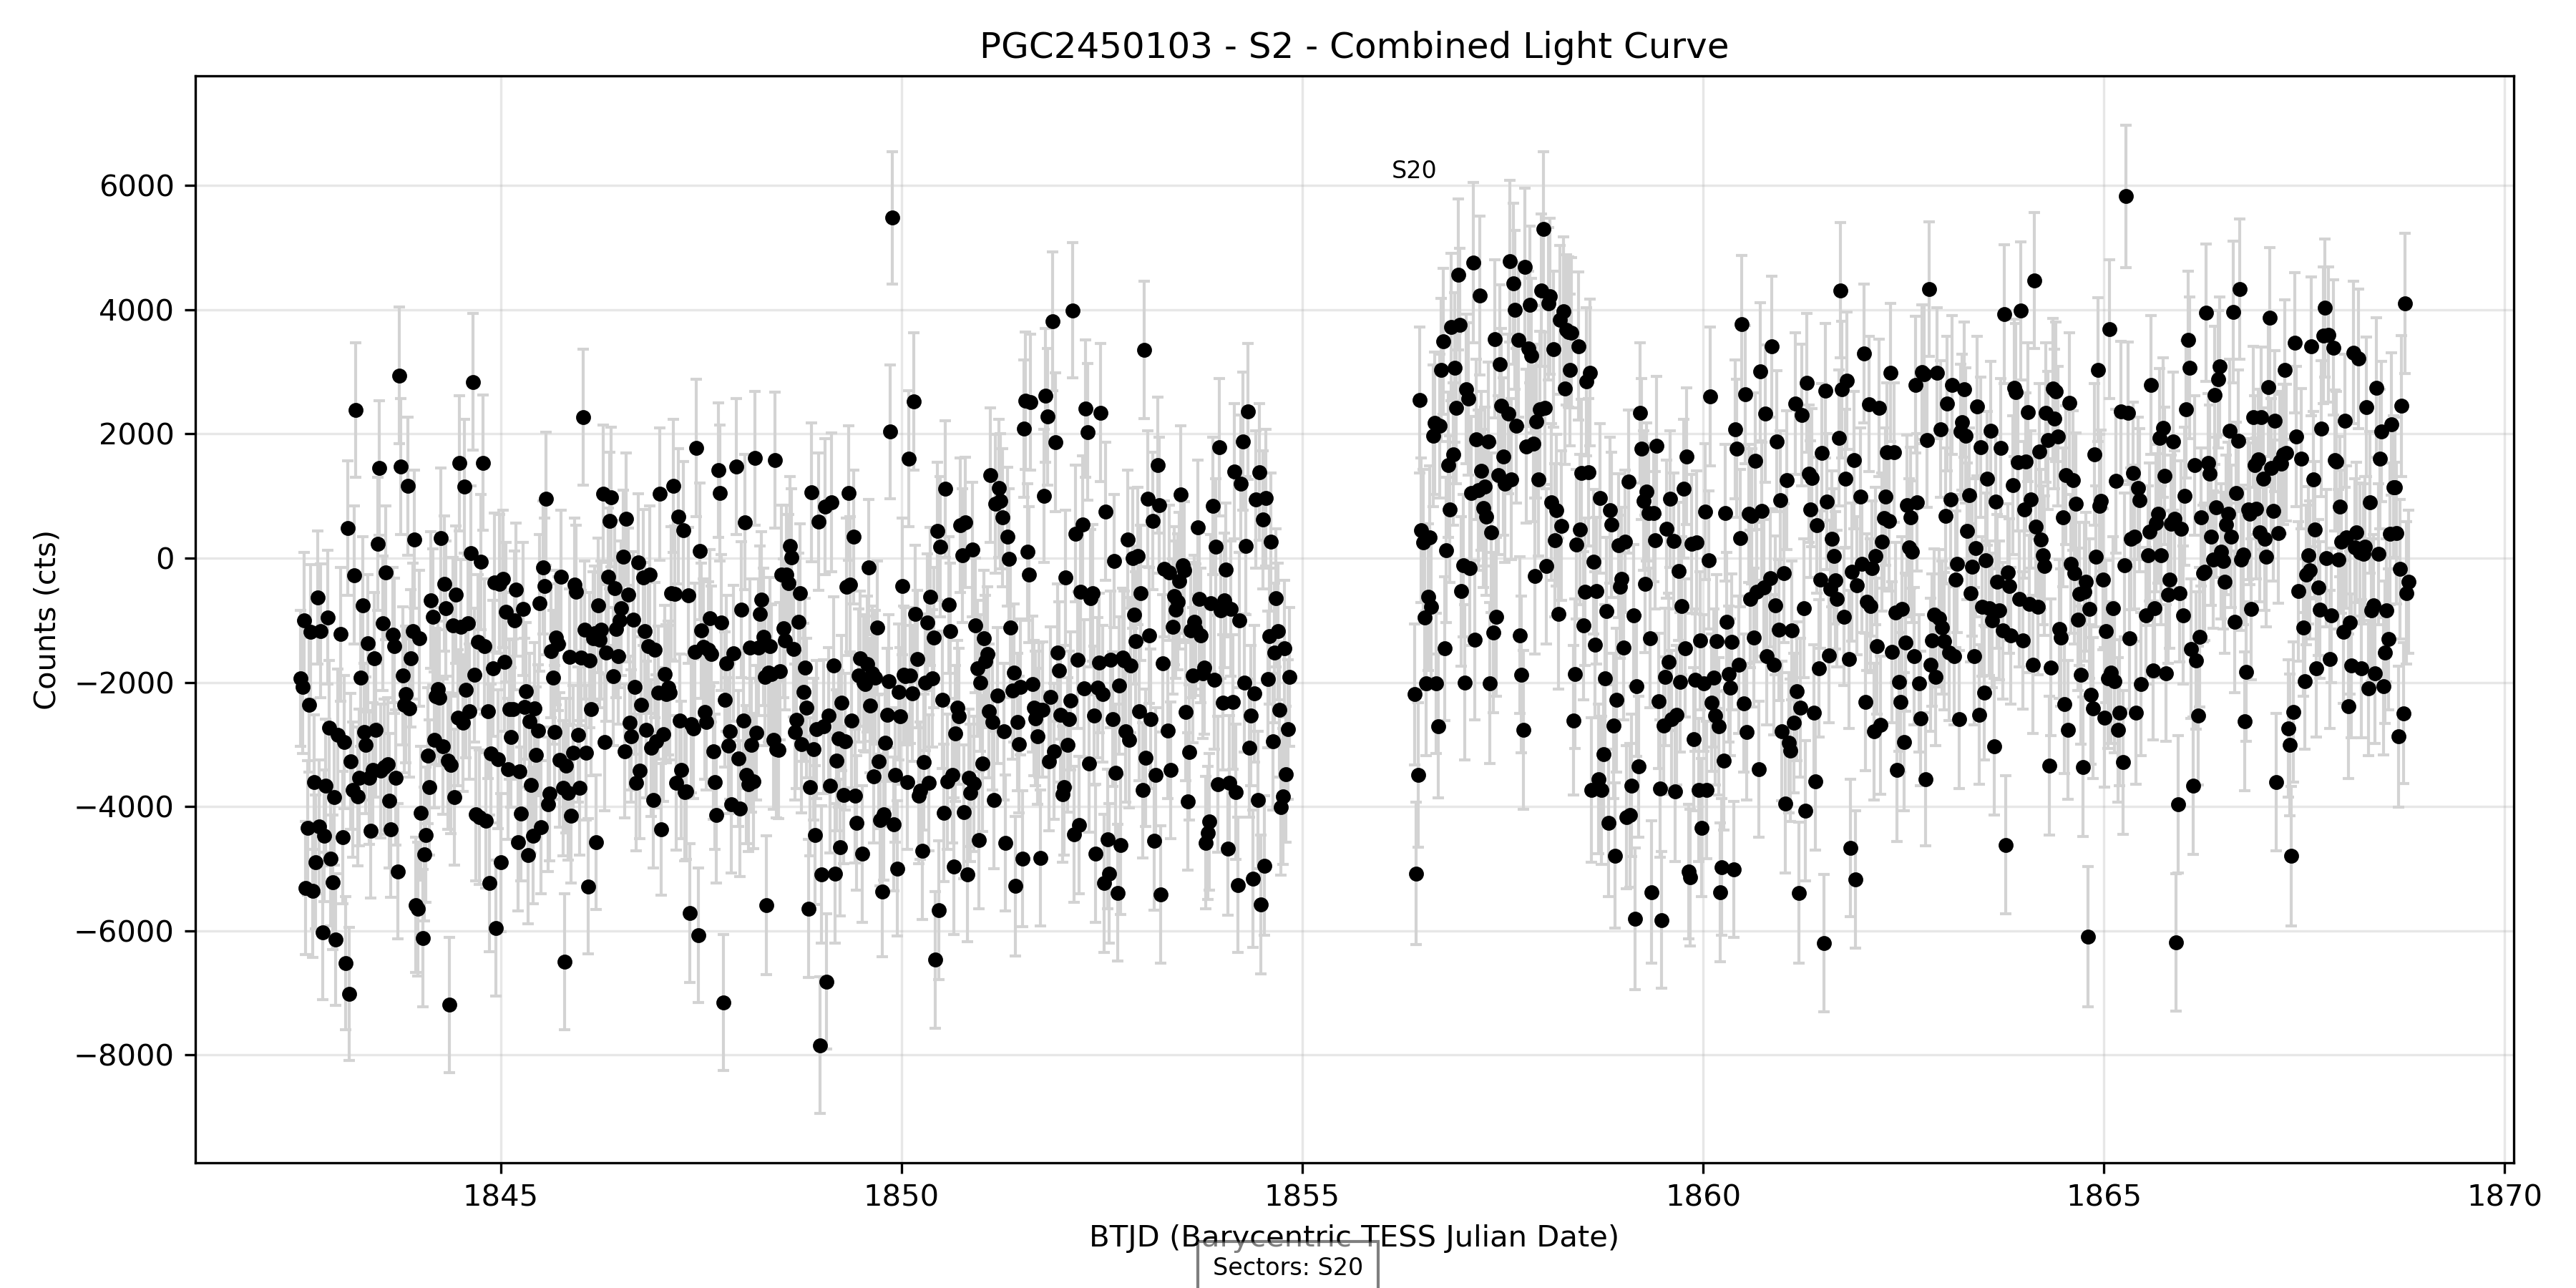 PGC2450103 - S2 - Combined Light Curve
S20
6000
4000
2000
0
−2000
−4000
−6000
−8000
Counts (cts)
1845 1850 1855 1860 1865 1870
BTJD (Barycentric TESS Julian Date)
Sectors: S20